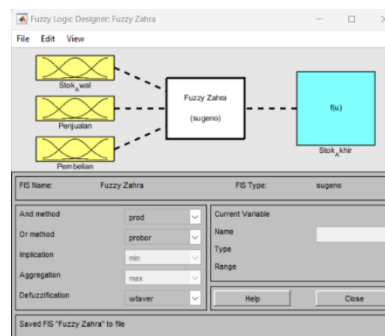 Fuzzy Logic Designer: Fuzzy Zahra
File Edit View
Stok_Awal
Penjualan
Pembelian
Fuzzy Zahra
(sugeno)
f(u)
Stok_Akhir
FIS Name: Fuzzy Zahra FIS Type: sugeno
And method prod
Or method probor
Implication min
Aggregation max
Defuzzification wtaver
Current Variable
Name
Type
Range
Help Close
Saved FIS "Fuzzy Zahra" to file